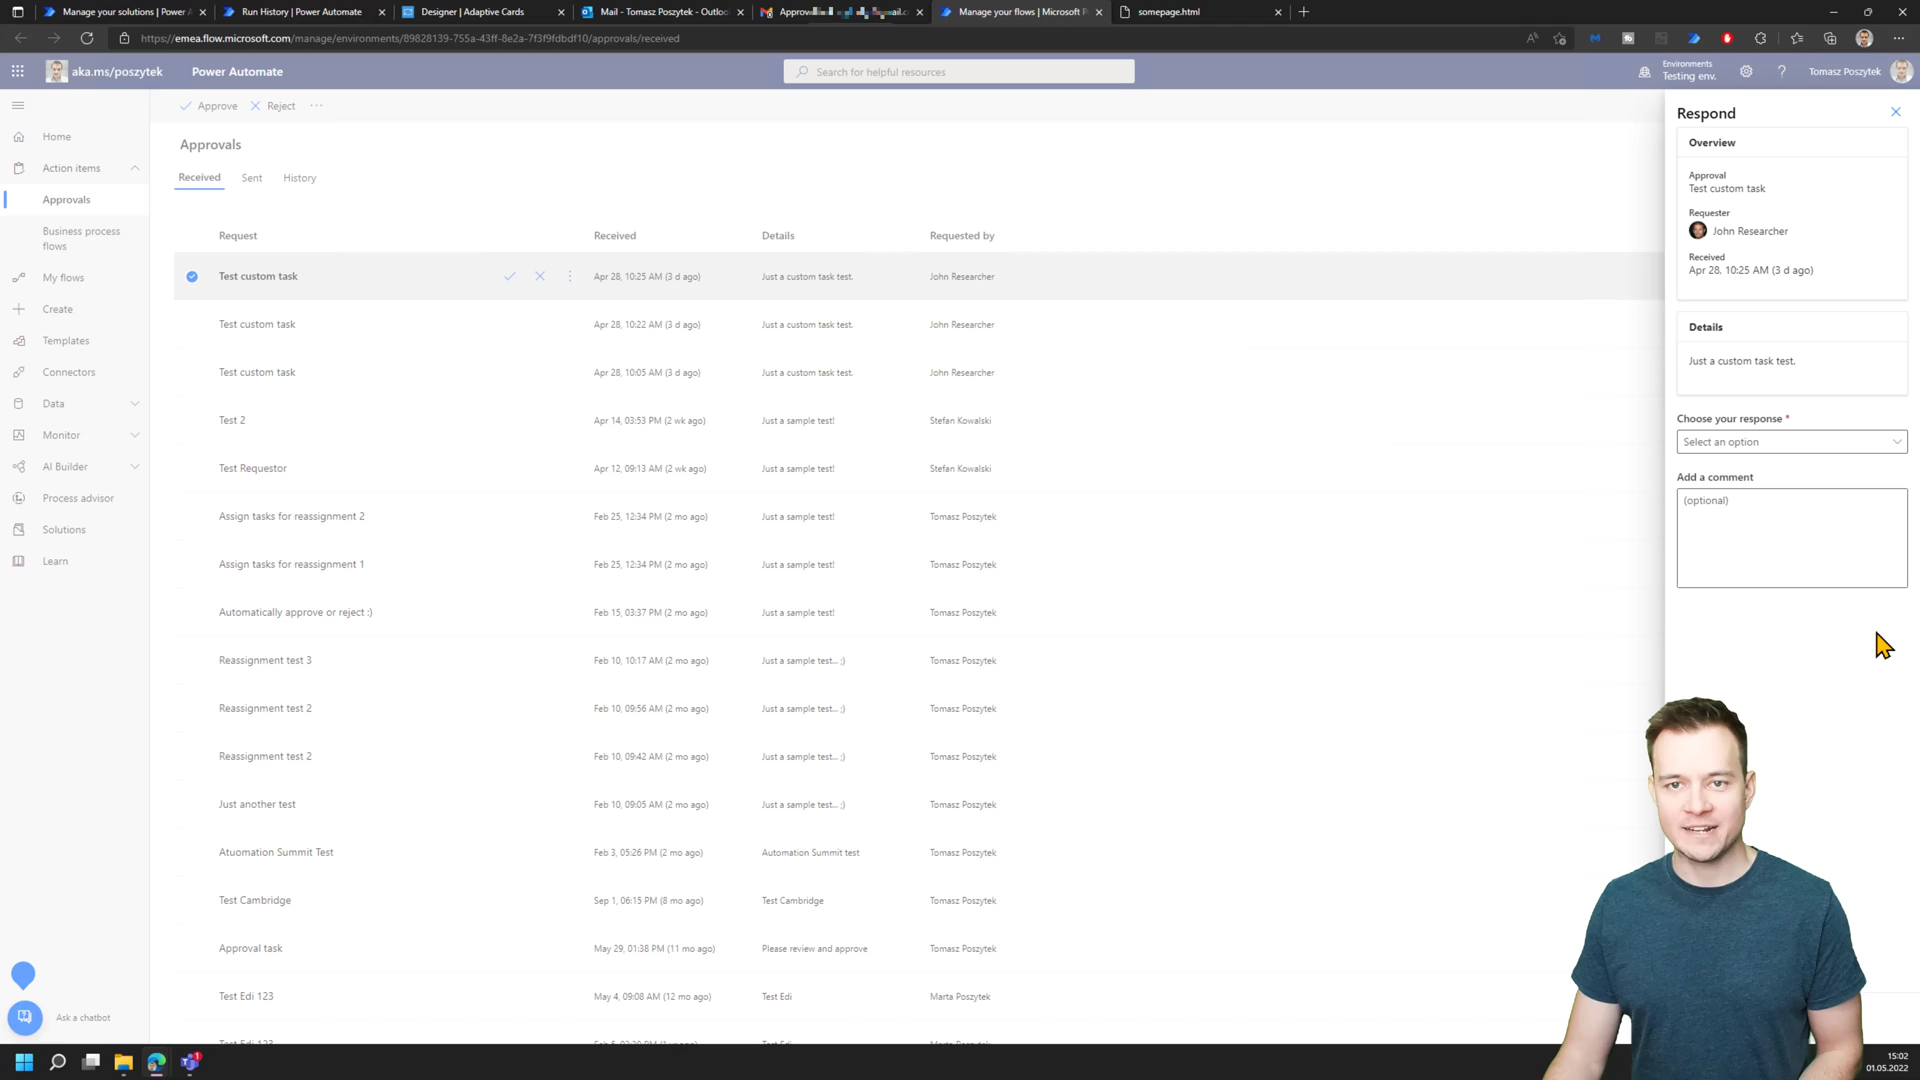 Manage your solutions | Power A
Run History | Power Automate
Designer | Adaptive Cards
Mail - Tomasz Poszytek - Outloo
Manage your flows | Microsoft P
somepage.html
https://emea.flow.microsoft.com/manage/environments/89828139-755a-43ff-8e2a-7f3f9fdbdf10/approvals/received
aka.ms/poszytek
Power Automate
Search for helpful resources
Environments
Testing env.
?
Tomasz Poszytek
Approve
Reject
Home
Action items
Approvals
Business process
flows
My flows
Create
Templates
Connectors
Data
Monitor
AI Builder
Process advisor
Solutions
Learn
Ask a chatbot
Approvals
Received
Sent
History
Request Received Details Requested by
Test custom task Apr 28, 10:25 AM (3 d ago) Just a custom task test. John Researcher
Test custom task Apr 28, 10:22 AM (3 d ago) Just a custom task test. John Researcher
Test custom task Apr 28, 10:05 AM (3 d ago) Just a custom task test. John Researcher
Test 2 Apr 14, 03:53 PM (2 wk ago) Just a sample test! Stefan Kowalski
Test Requestor Apr 12, 09:13 AM (2 wk ago) Just a sample test! Stefan Kowalski
Assign tasks for reassignment 2 Feb 25, 12:34 PM (2 mo ago) Just a sample test! Tomasz Poszytek
Assign tasks for reassignment 1 Feb 25, 12:34 PM (2 mo ago) Just a sample test! Tomasz Poszytek
Automatically approve or reject :) Feb 15, 03:37 PM (2 mo ago) Just a sample test! Tomasz Poszytek
Reassignment test 3 Feb 10, 10:17 AM (2 mo ago) Just a sample test... ;) Tomasz Poszytek
Reassignment test 2 Feb 10, 09:56 AM (2 mo ago) Just a sample test... ;) Tomasz Poszytek
Reassignment test 2 Feb 10, 09:42 AM (2 mo ago) Just a sample test... ;) Tomasz Poszytek
Just another test Feb 10, 09:05 AM (2 mo ago) Just a sample test... ;) Tomasz Poszytek
Atuomation Summit Test Feb 3, 05:26 PM (2 mo ago) Automation Summit test Tomasz Poszytek
Test Cambridge Sep 1, 06:15 PM (8 mo ago) Test Cambridge Tomasz Poszytek
Approval task May 29, 01:38 PM (11 mo ago) Please review and approve Tomasz Poszytek
Test Edi 123 May 4, 09:08 AM (12 mo ago) Test Edi Marta Poszytek
Respond
Overview
Approval
Test custom task
Requester
John Researcher
Received
Apr 28, 10:25 AM (3 d ago)
Details
Just a custom task test.
Choose your response *
Select an option
Add a comment
(optional)
15:02
01.05.2022